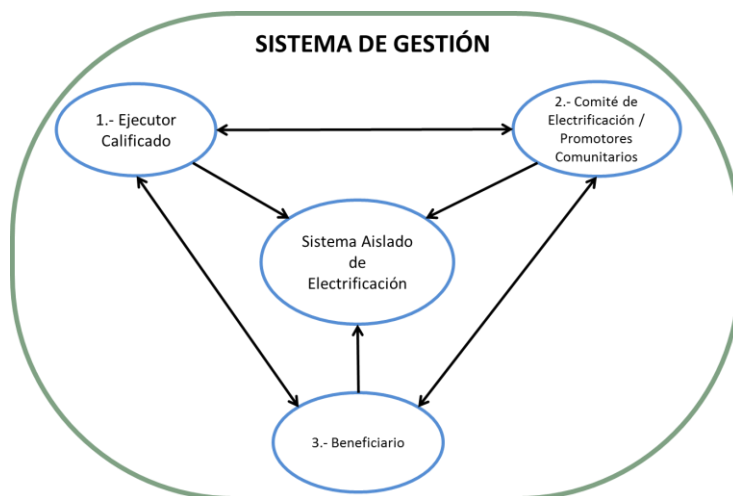 SISTEMA DE GESTIÓN
1.- Ejecutor
Calificado
2.- Comité de
Electrificación /
Promotores
Comunitarios
Sistema Aislado
de
Electrificación
3.- Beneficiario